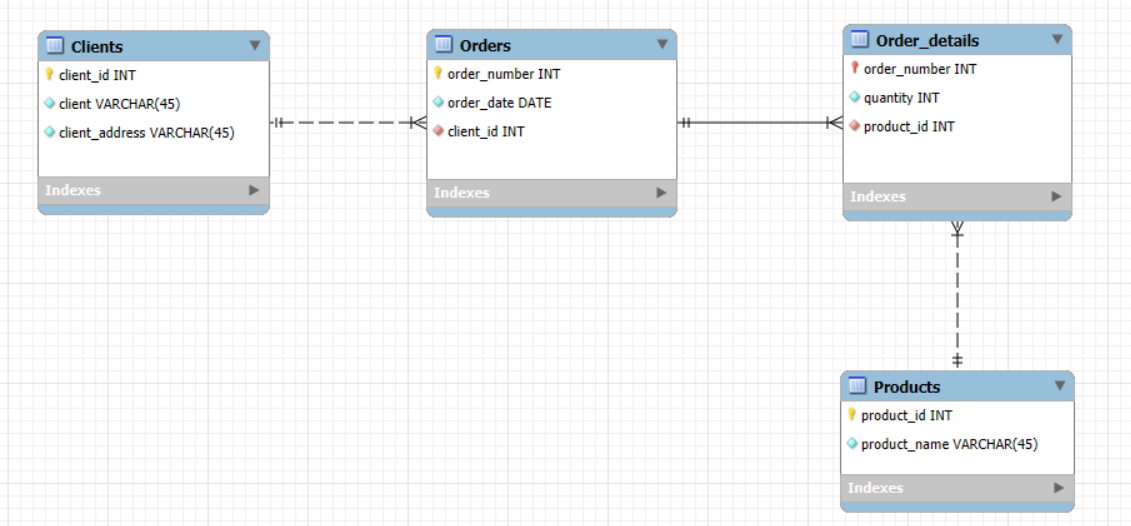 Clients
client_id INT
client VARCHAR(45)
client_address VARCHAR(45)
Indexes
Orders
order_number INT
order_date DATE
client_id INT
Indexes
Order_details
order_number INT
quantity INT
product_id INT
Indexes
Products
product_id INT
product_name VARCHAR(45)
Indexes